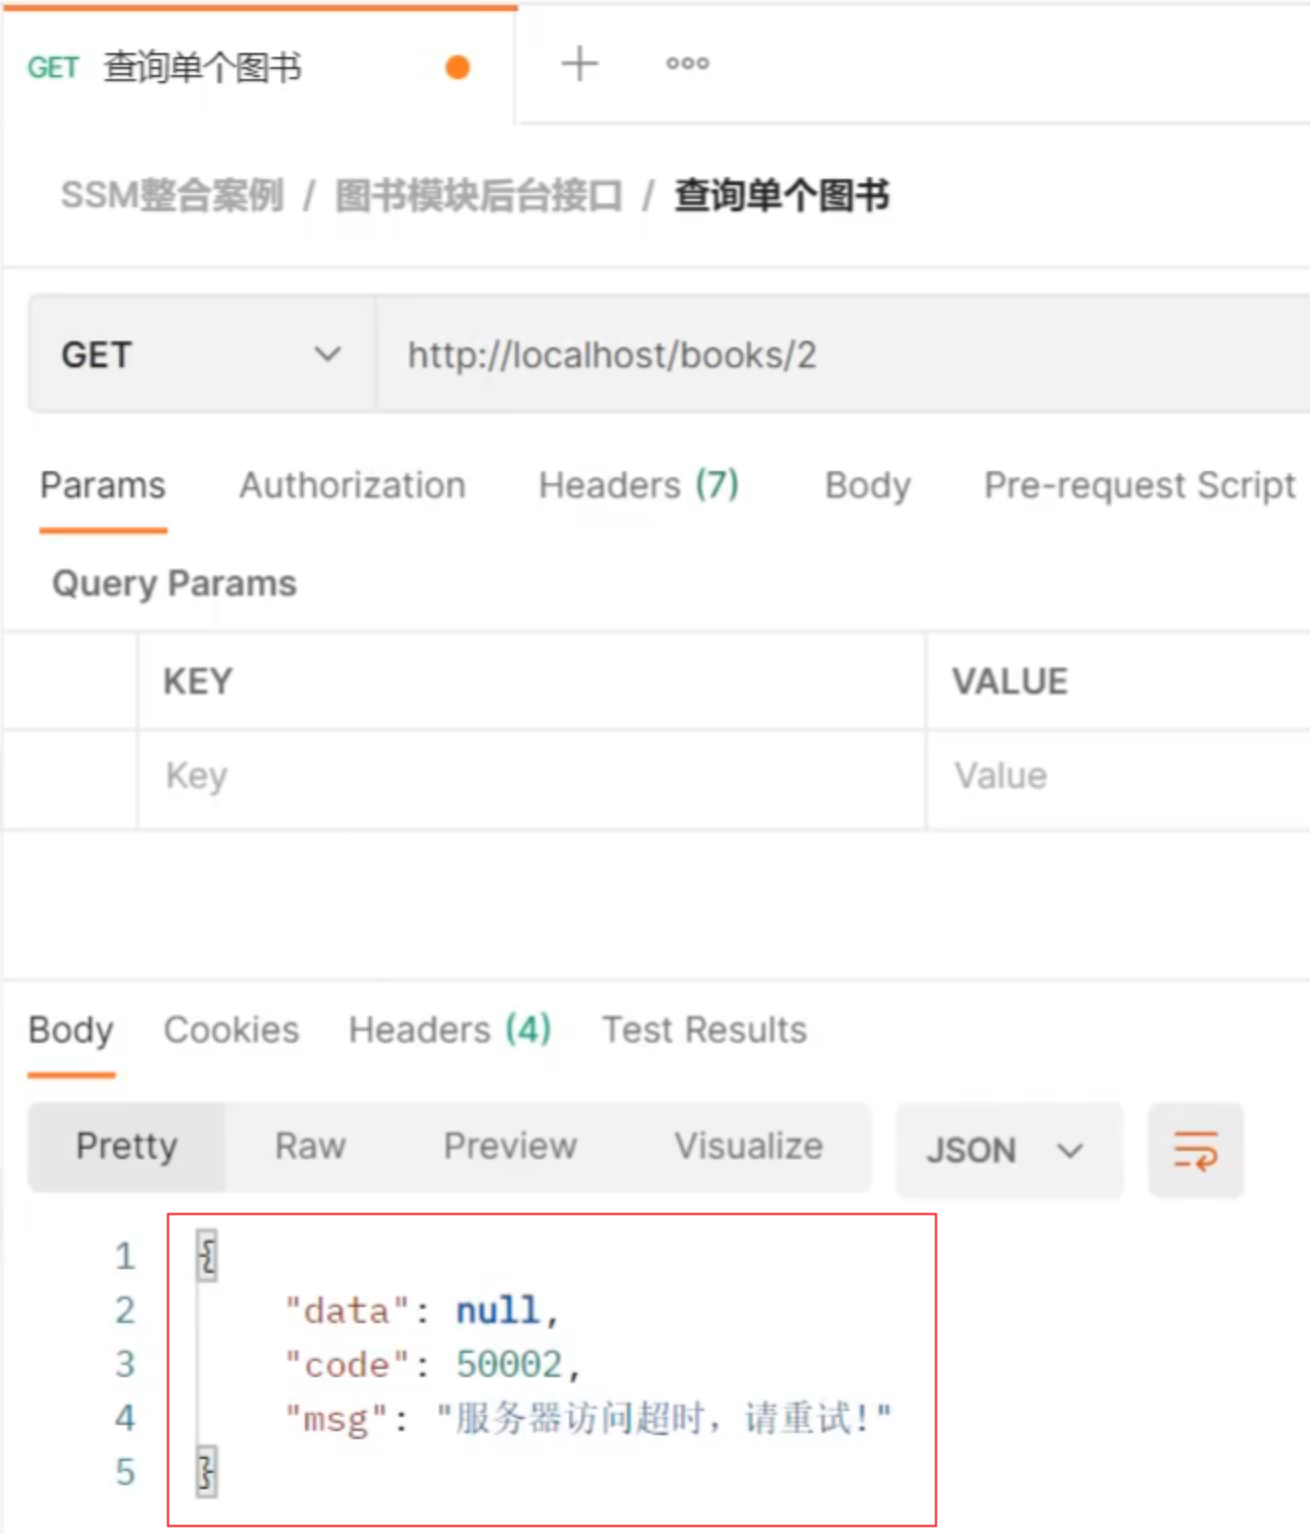 GET 查询单个图书
SSM整合案例 / 图书模块后台接口 / 查询单个图书
GET http://localhost/books/2
Params Authorization Headers (7) Body Pre-request Script
Query Params
KEY VALUE
Key Value
Body Cookies Headers (4) Test Results
Pretty Raw Preview Visualize JSON
1 {
2 "data": null,
3 "code": 50002,
4 "msg": "服务器访问超时，请重试!"
5 }